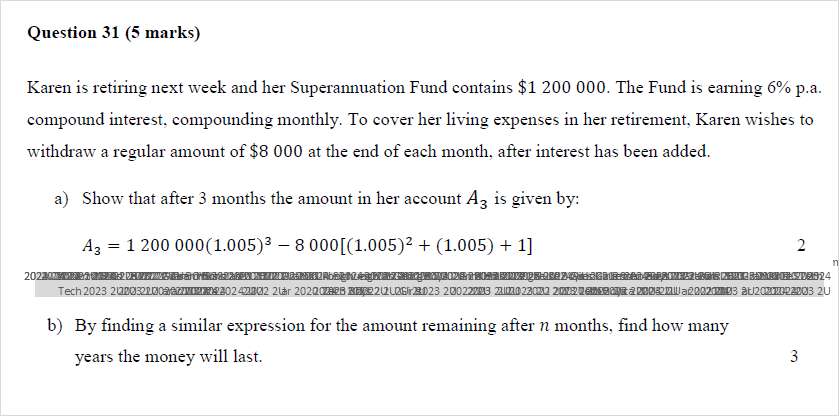 Question 31 (5 marks)
Karen is retiring next week and her Superannuation Fund contains $1 200 000. The Fund is earning 6% p.a.
compound interest, compounding monthly. To cover her living expenses in her retirement, Karen wishes to
withdraw a regular amount of $8 000 at the end of each month, after interest has been added.
a) Show that after 3 months the amount in her account A₃ is given by:
A₃ = 1 200 000(1.005)³ − 8 000[(1.005)² + (1.005) + 1] 2
Tech 2023
b) By finding a similar expression for the amount remaining after n months, find how many
years the money will last. 3